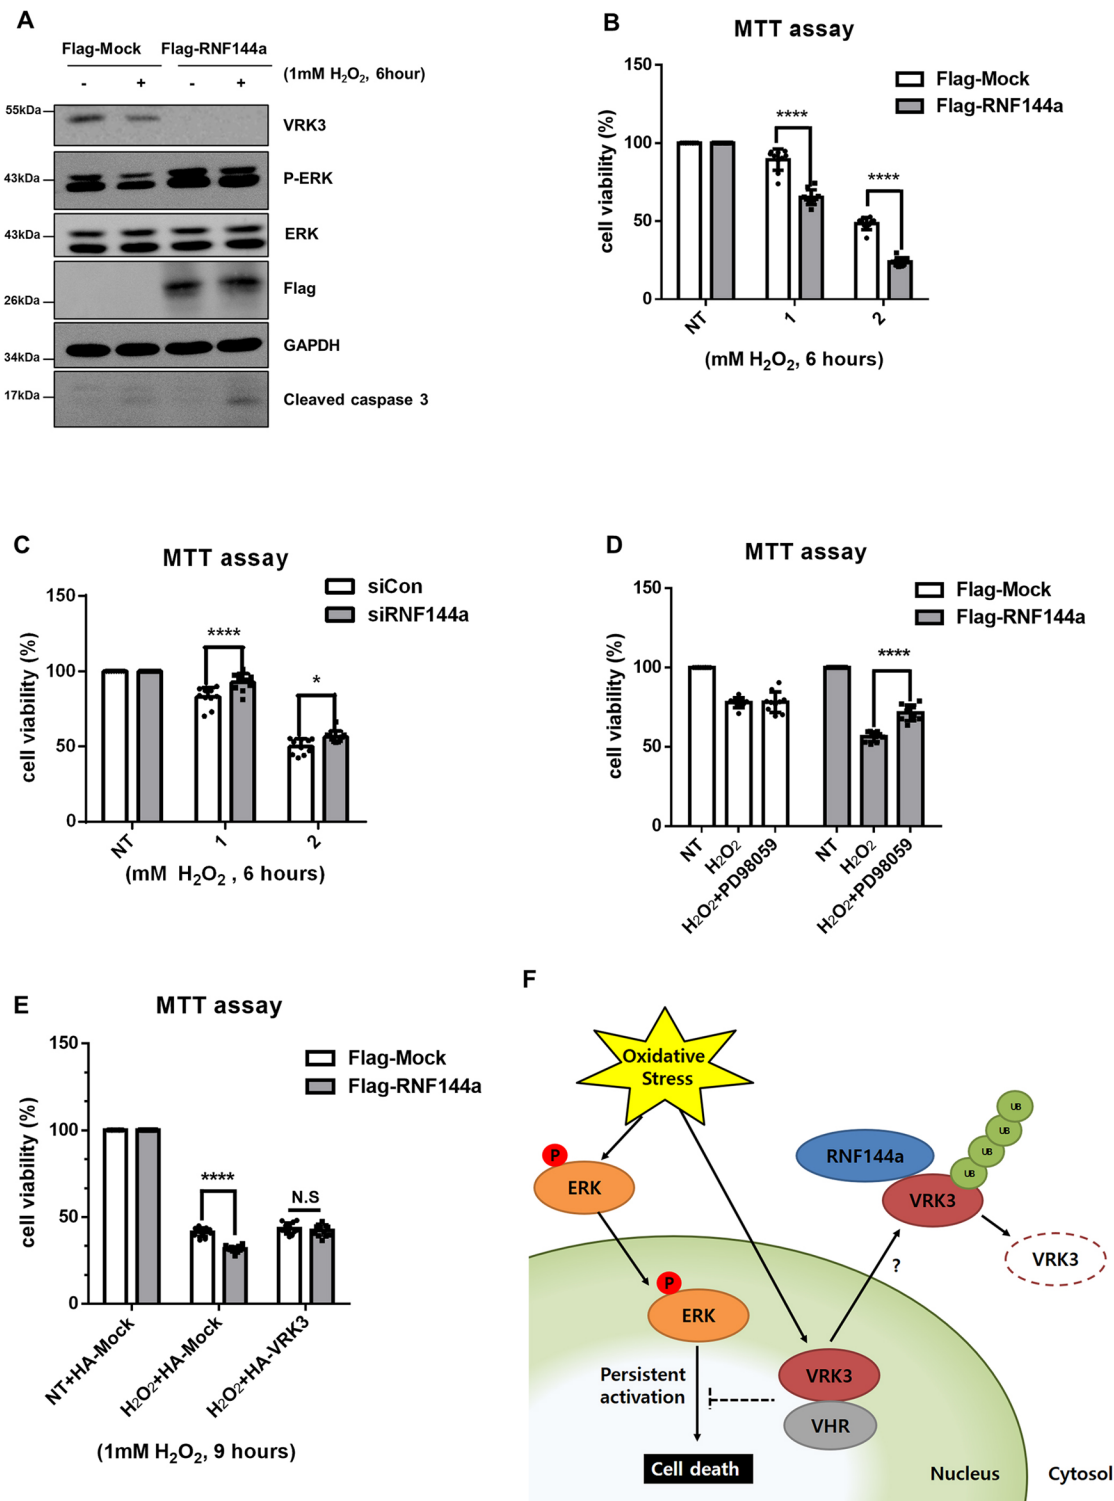 A
Flag-Mock Flag-RNF144a
- + - + (1mM H₂O₂, 6hour)
55kDa VRK3
43kDa P-ERK
43kDa ERK
26kDa Flag
34kDa GAPDH
17kDa Cleaved caspase 3
B
MTT assay
Flag-Mock
Flag-RNF144a
cell viability (%)
150
100
50
0
****
****
NT 1 2
(mM H₂O₂, 6 hours)
C
MTT assay
siCon
siRNF144a
cell viability (%)
150
100
50
0
****
*
NT 1 2
(mM H₂O₂ , 6 hours)
D
MTT assay
Flag-Mock
Flag-RNF144a
cell viability (%)
150
100
50
0
****
NT H₂O₂ H₂O₂+PD98059 NT H₂O₂ H₂O₂+PD98059
E
MTT assay
Flag-Mock
Flag-RNF144a
cell viability (%)
150
100
50
0
****
N.S
NT+HA-Mock H₂O₂+HA-Mock H₂O₂+HA-VRK3
(1mM H₂O₂, 9 hours)
F
Oxidative
Stress
P
ERK
P
ERK
RNF144a
UB
UB
UB
UB
VRK3
VRK3
?
VRK3
VHR
Persistent
activation
Cell death
Nucleus Cytosol